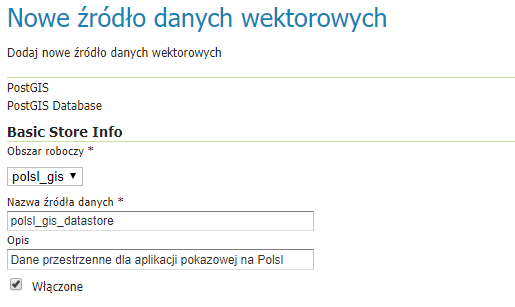 Nowe źródło danych wektorowych
Dodaj nowe źródło danych wektorowych
PostGIS
PostGIS Database
Basic Store Info
Obszar roboczy *
polsl_gis
Nazwa źródła danych *
polsl_gis_datastore
Opis
Dane przestrzenne dla aplikacji pokazowej na Polsl
Włączone